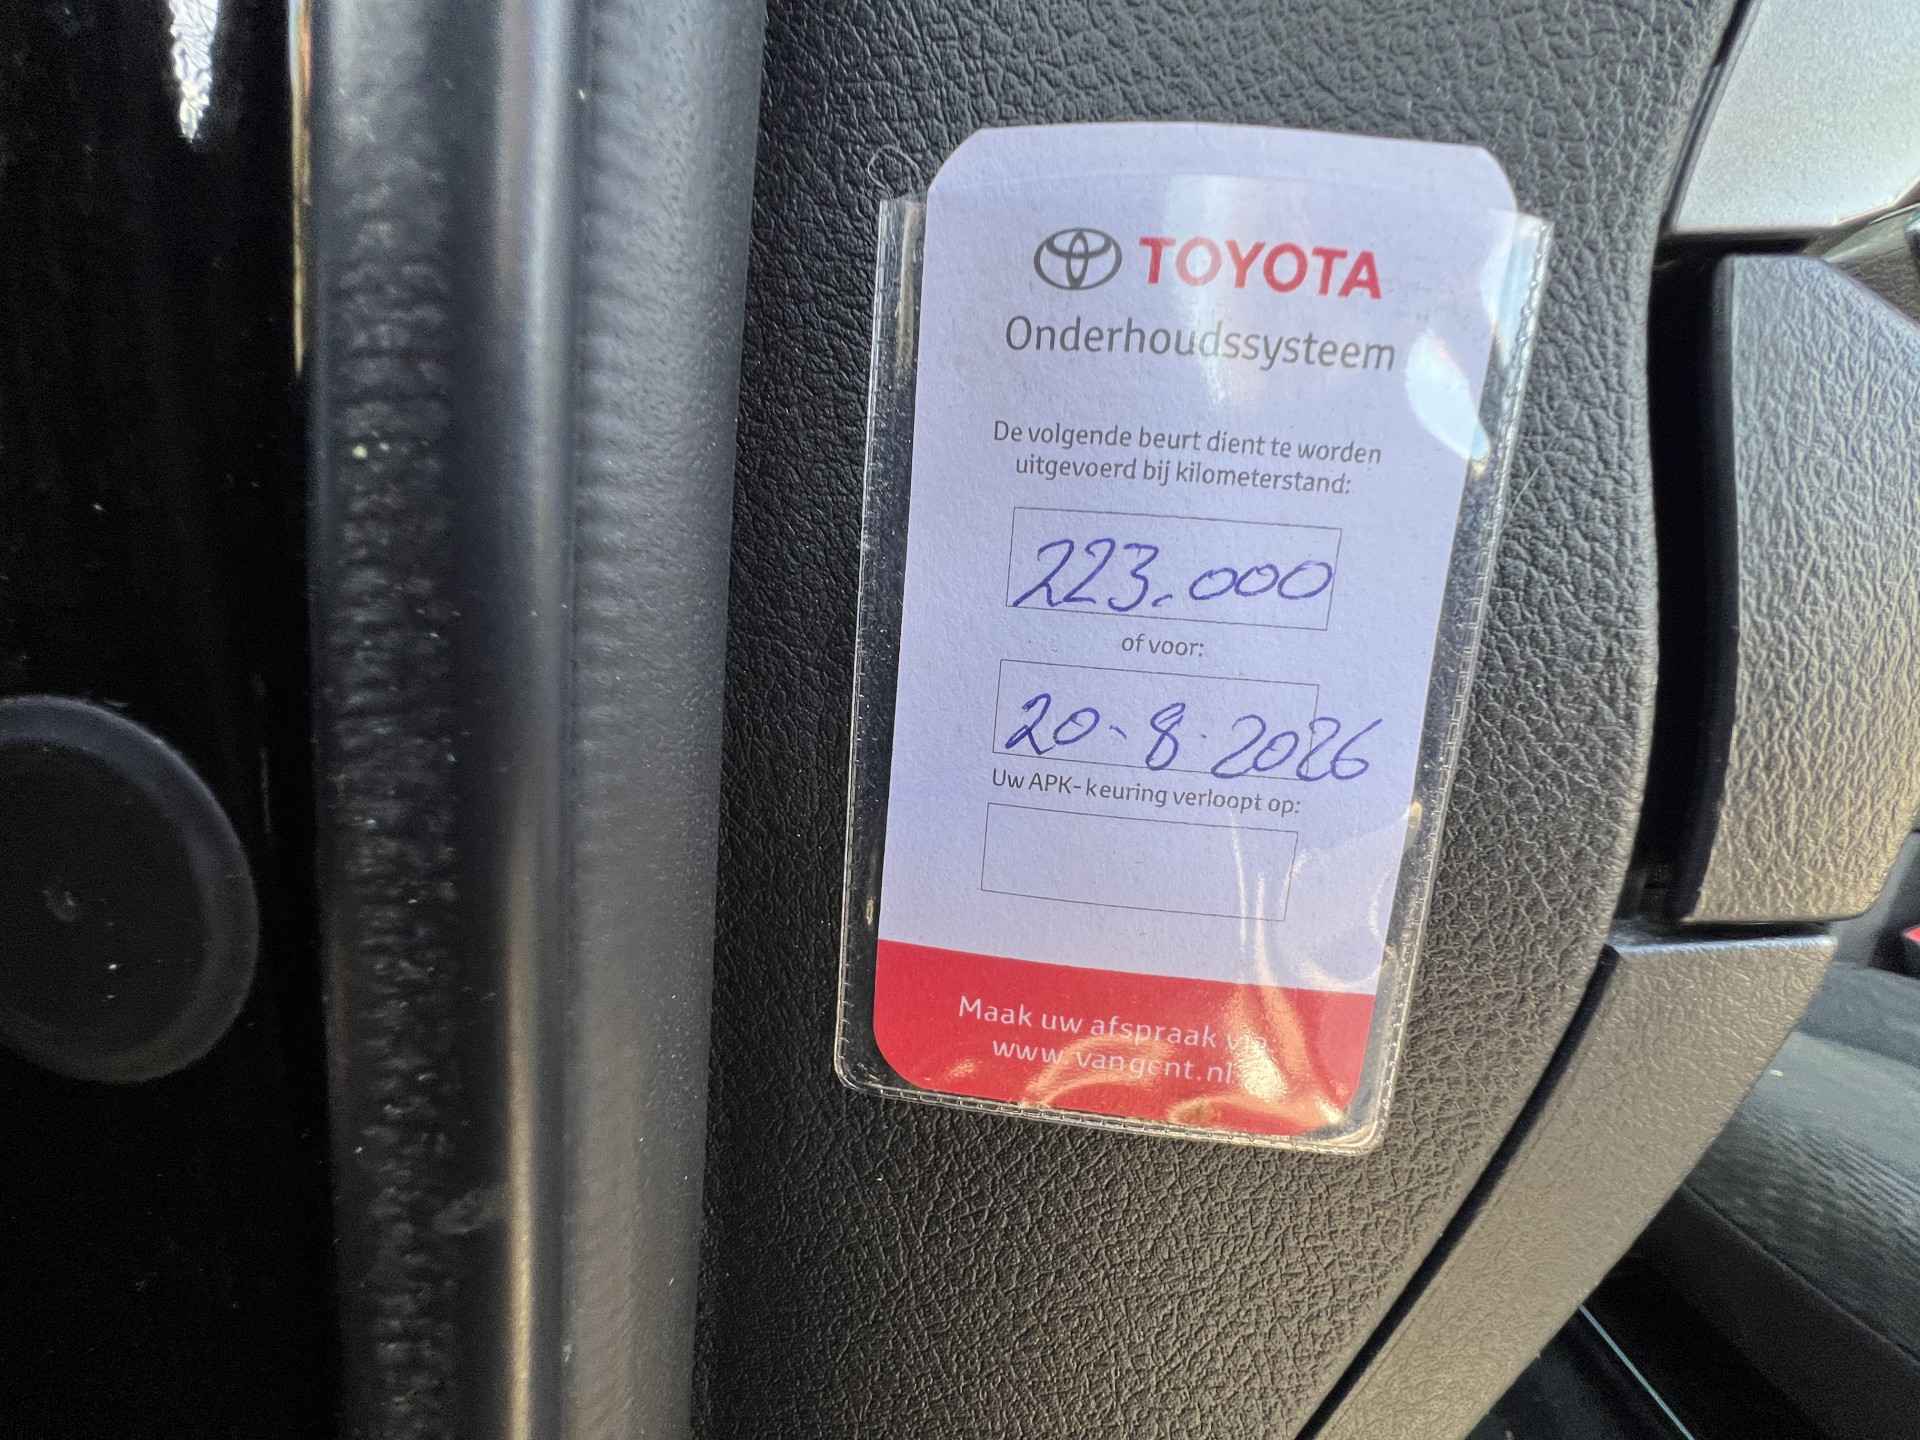 TOYOTA
Onderhoudssysteem
De volgende beurt dient te worden
uitgevoerd bij kilometerstand:
223.000
of voor:
20-8-2026
Uw APK-keuring verloopt op:
Maak uw afspraak via
www.vangent.nl